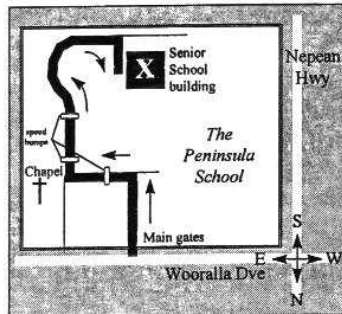 X
Senior
School
building
Nepean
Hwy
speed
bumps
The
Peninsula
School
Chapel
Main gates
S
E
W
Wooralla Dve
N